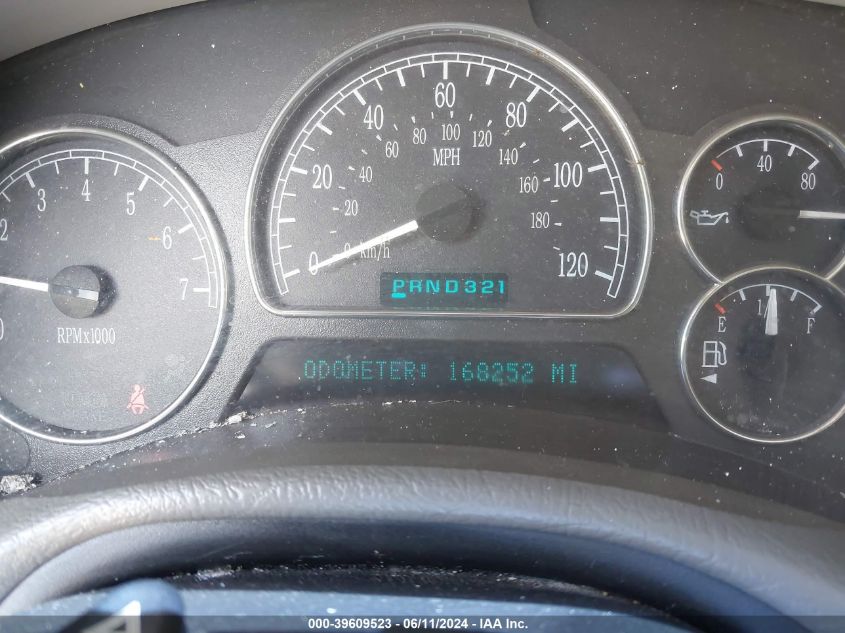 2 3 4 5 6 7
RPMx1000
0 20 40 60 80 100 120
0 20 40 60 80 100 120 140 160 180
MPH
km/h
PRND321
ODOMETER: 168252 MI
0 40 80
E F
000-39609523 - 06/11/2024 - IAA Inc.